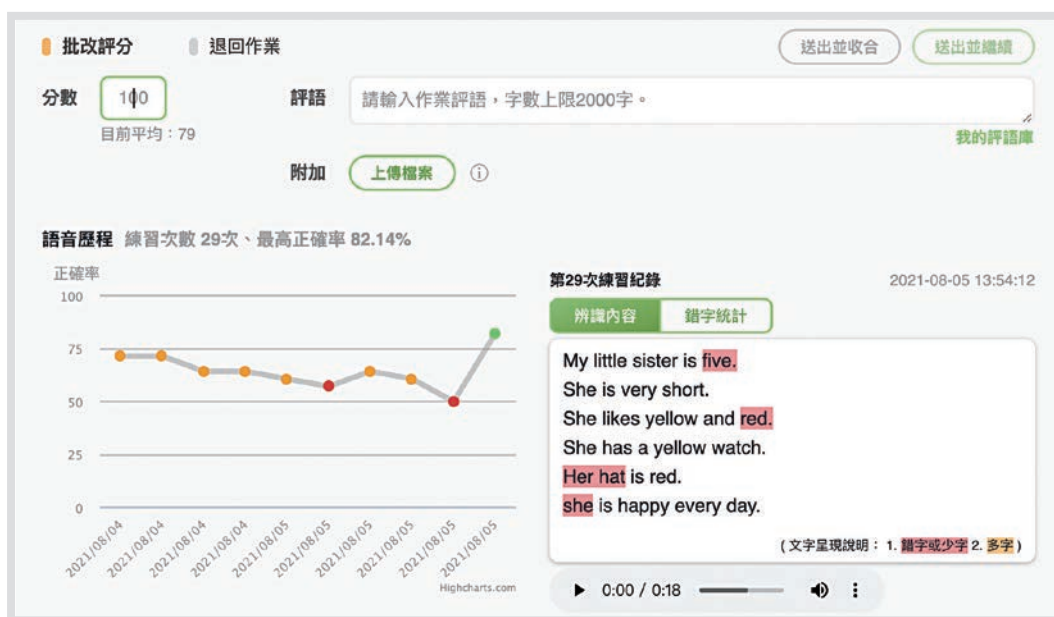 批改評分
退回作業
送出並收合
送出並繼續
分數
100
目前平均：79
評語
請輸入作業評語，字數上限2000字。
我的評語庫
附加
上傳檔案
語音歷程 練習次數 29次、最高正確率 82.14%
正確率
100
75
50
25
0
2021/08/04
2021/08/04
2021/08/04
2021/08/04
2021/08/05
2021/08/05
2021/08/05
2021/08/05
2021/08/05
2021/08/05
Highcharts.com
第29次練習紀錄
2021-08-05 13:54:12
辨識內容
錯字統計
My little sister is five.
She is very short.
She likes yellow and red.
She has a yellow watch.
Her hat is red.
she is happy every day.
(文字呈現說明：1. 錯字或少字 2. 多字)
0:00 / 0:18